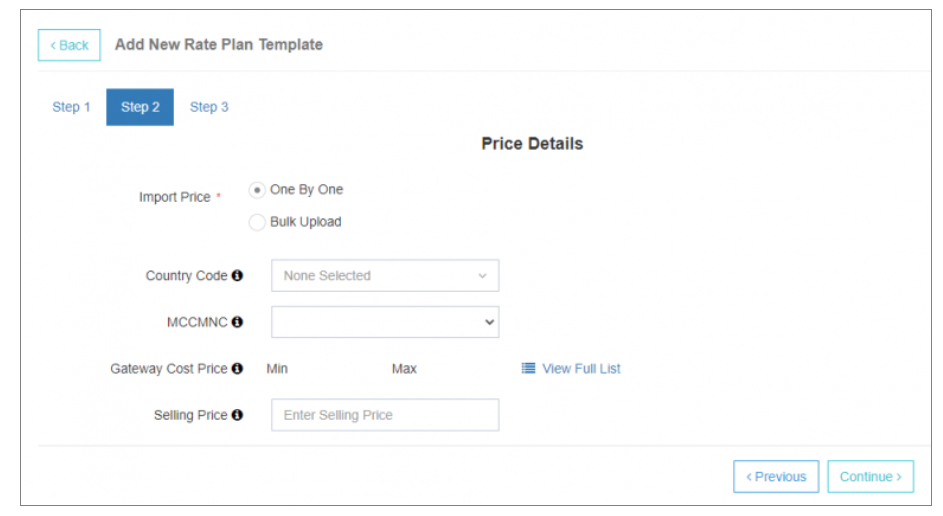 < Back Add New Rate Plan Template
Step 1 Step 2 Step 3
Price Details
Import Price * One By One
Bulk Upload
Country Code None Selected
MCCMNC
Gateway Cost Price Min Max View Full List
Selling Price Enter Selling Price
< Previous Continue >